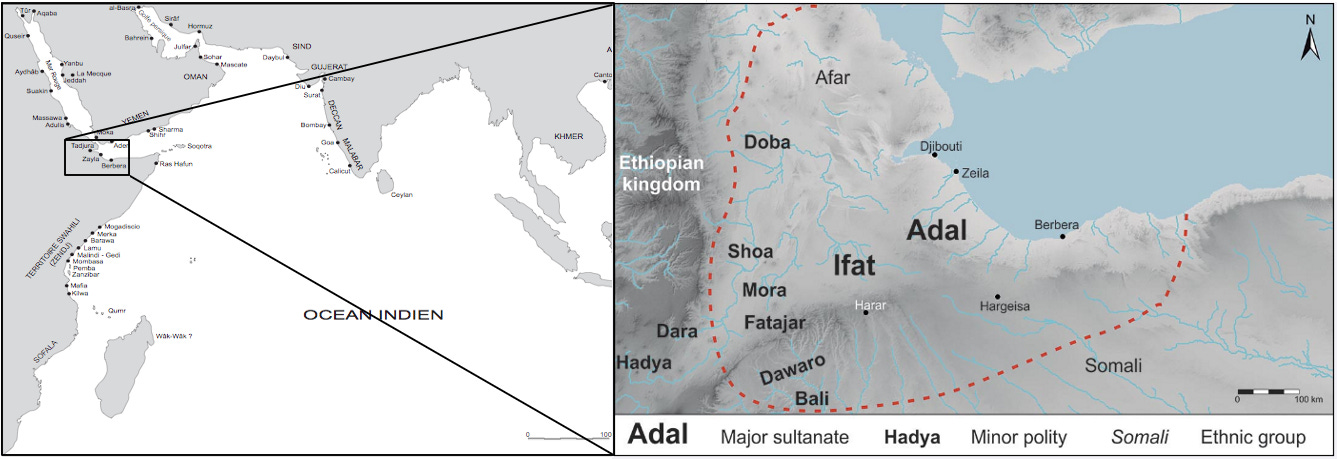 Tûr
Aqaba
Quseir
Yanbu
Aydhâb
La Mecque
Jeddah
Mer Rouge
Suakin
Massawa
Adulis
Moka
YEMEN
Sharma
Shihr
Tadjura
Aden
Zayla
Berbera
Soqotra
Ras Hafun
al-Basra
Golfe persique
Sirâf
Hormuz
Bahrein
Julfar
Sohar
Mascate
OMAN
SIND
Daybul
GUJERAT
Cambay
Diu
Surat
DECCAN
Bombay
Goa
MALABAR
Calicut
Ceylan
A
Canto
KHMER
Mogadiscio
Merka
Barawa
Lamu
Malindi - Gedi
Mombasa
Pemba
Zanzibar
Mafia
Kilwa
TERRITOIRE SWAHILI
(ZENDJ)
Qumr
Wâk-Wâk ?
SOFALA
OCEAN INDIEN
0 100
N
Afar
Doba
Ethiopian
kingdom
Djibouti
Zeila
Adal
Berbera
Shoa
Ifat
Mora
Harar
Hargeisa
Fatajar
Dara
Hadya
Dawaro
Bali
Somali
0 100 km
Adal Major sultanate Hadya Minor polity Somali Ethnic group